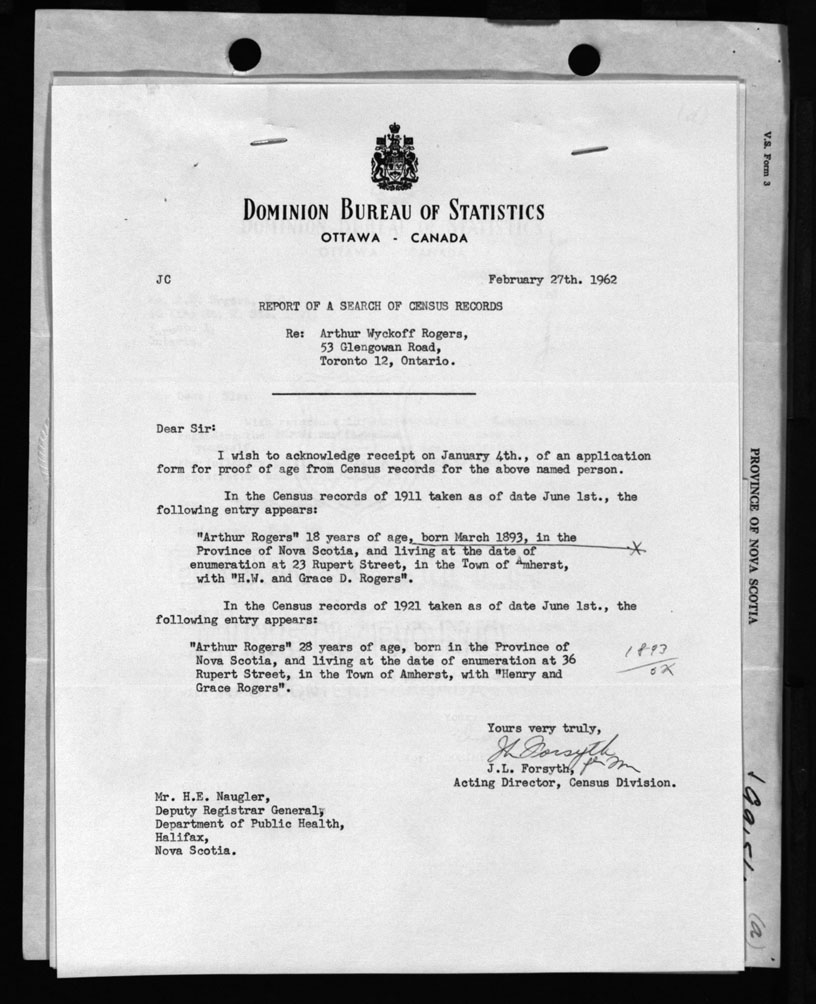 (a)
V.S. Form 3
DOMINION BUREAU OF STATISTICS
OTTAWA - CANADA
JC
February 27th. 1962
REPORT OF A SEARCH OF CENSUS RECORDS
Re: Arthur Wyckoff Rogers,
53 Glengowan Road,
Toronto 12, Ontario.
Dear Sir:
I wish to acknowledge receipt on January 4th., of an application
form for proof of age from Census records for the above named person.
In the Census records of 1911 taken as of date June 1st., the
following entry appears:
"Arthur Rogers" 18 years of age, born March 1893, in the
Province of Nova Scotia, and living at the date of X
enumeration at 23 Rupert Street, in the Town of Amherst,
with "H.W. and Grace D. Rogers".
In the Census records of 1921 taken as of date June 1st., the
following entry appears:
"Arthur Rogers" 28 years of age, born in the Province of
Nova Scotia, and living at the date of enumeration at 36
Rupert Street, in the Town of Amherst, with "Henry and
Grace Rogers".
1893
Yours very truly,
J.L. Forsyth,
Acting Director, Census Division.
Mr. H.E. Naugler,
Deputy Registrar General,
Department of Public Health,
Halifax,
Nova Scotia.
PROVINCE OF NOVA SCOTIA
(a)